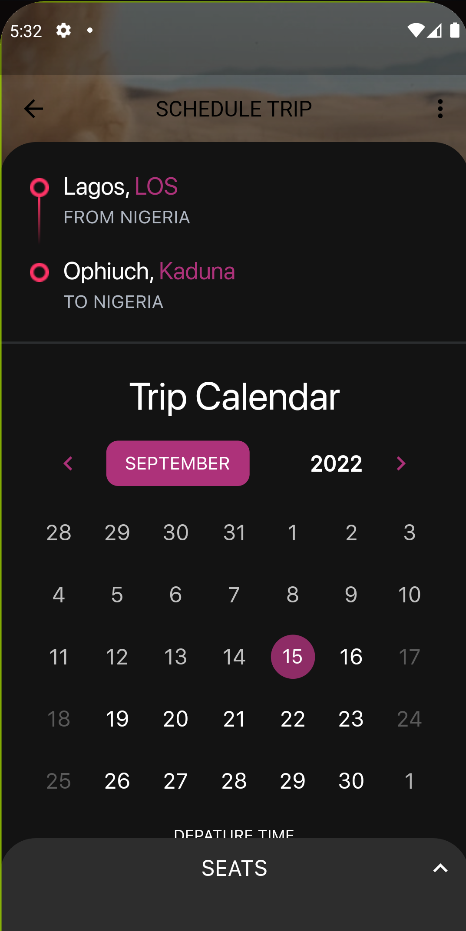 5:32
SCHEDULE TRIP
Lagos, LOS
FROM NIGERIA
Ophiuch, Kaduna
TO NIGERIA
Trip Calendar
SEPTEMBER 2022
28 29 30 31 1 2 3
4 5 6 7 8 9 10
11 12 13 14 15 16 17
18 19 20 21 22 23 24
25 26 27 28 29 30 1
DEPATURE TIME
SEATS